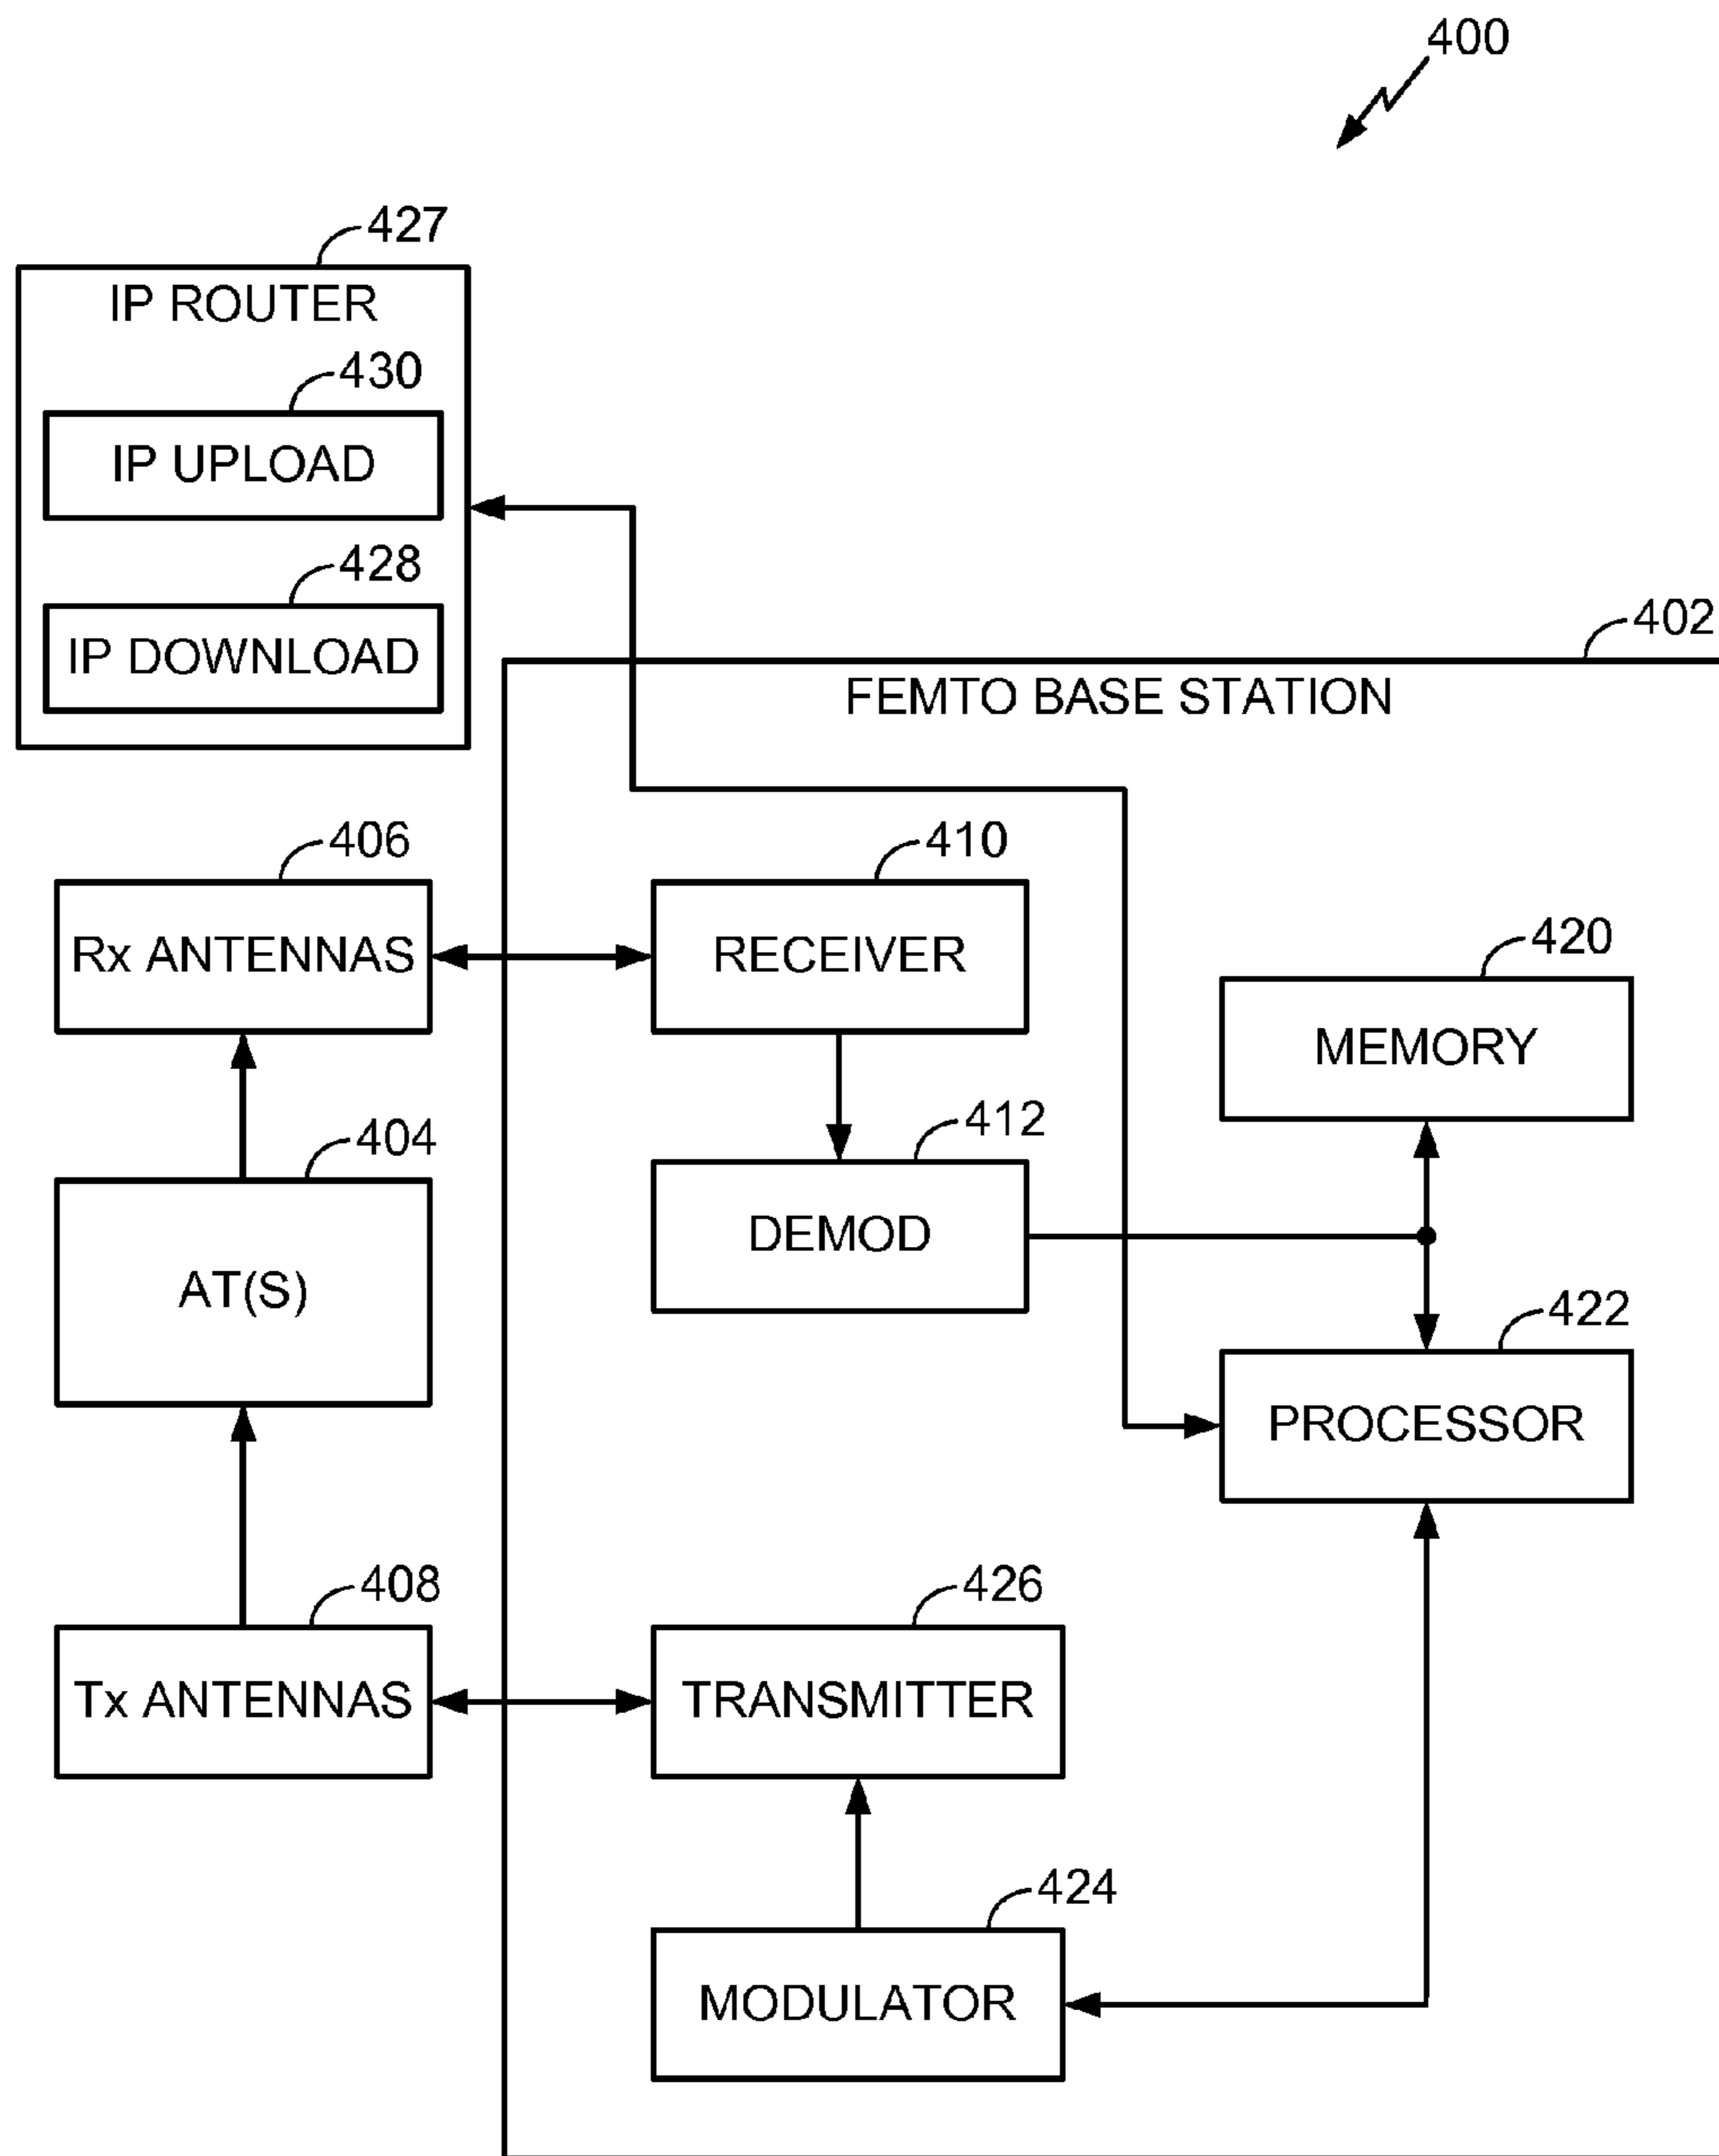 400
427
IP ROUTER
430
IP UPLOAD
428
IP DOWNLOAD
402
FEMTO BASE STATION
406
410
Rx ANTENNAS
RECEIVER
420
MEMORY
404
412
AT(S)
DEMOD
422
PROCESSOR
408
426
Tx ANTENNAS
TRANSMITTER
424
MODULATOR